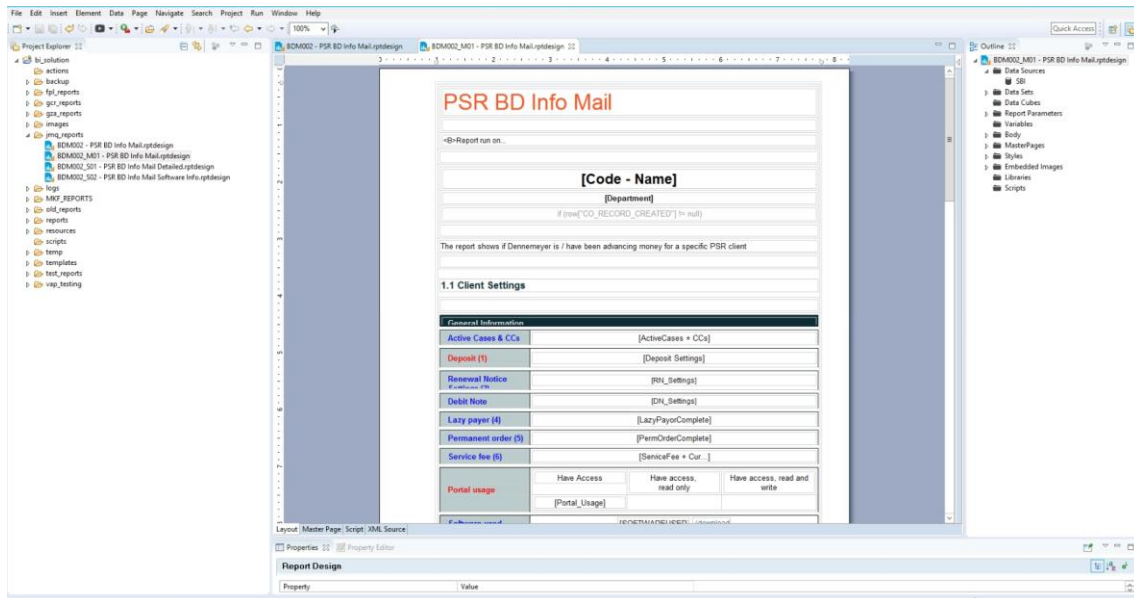 File Edit Insert Element Data Page Navigate Search Project Run Window Help
100%
Quick Access
Project Explorer
bi_solution
actions
backup
fpl_reports
gcr_reports
gza_reports
images
jmq_reports
BDM002 - PSR BD Info Mail.rptdesign
BDM002_M01 - PSR BD Info Mail.rptdesign
BDM002_S01 - PSR BD Info Mail Detailed.rptdesign
BDM002_S02 - PSR BD Info Mail Software Info.rptdesign
logs
MKF_REPORTS
old_reports
reports
resources
scripts
temp
templates
test_reports
vap_testing
BDM002 - PSR BD Info Mail.rptdesign
BDM002_M01 - PSR BD Info Mail.rptdesign
PSR BD Info Mail
<B>Report run on...
[Code - Name]
[Department]
if (row["CO_RECORD_CREATED"] != null)
The report shows if Dennemeyer is / have been advancing money for a specific PSR client
1.1 Client Settings
General Information
Active Cases & CCs [ActiveCases + CCs]
Deposit (1) [Deposit Settings]
Renewal Notice [RN_Settings]
Debit Note [DN_Settings]
Lazy payer (4) [LazyPayorComplete]
Permanent order (5) [PermOrderComplete]
Service fee (6) [ServiceFee + Cur...]
Portal usage
Have Access Have access, read only Have access, read and write
[Portal_Usage]
Layout Master Page Script XML Source
Properties Property Editor
Report Design
Property Value
Outline
BDM002_M01 - PSR BD Info Mail.rptdesign
Data Sources
SBI
Data Sets
Data Cubes
Report Parameters
Variables
Body
MasterPages
Styles
Embedded Images
Libraries
Scripts